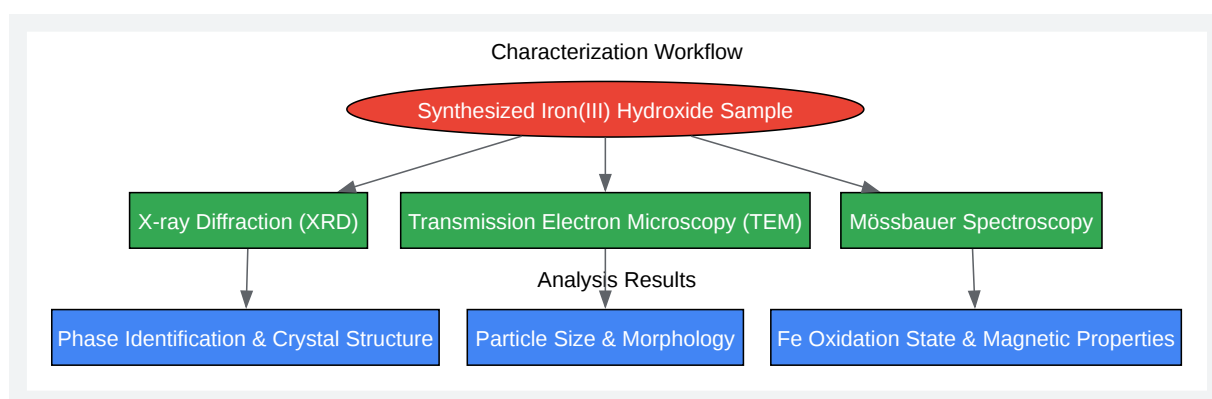 Characterization Workflow
Synthesized Iron(III) Hydroxide Sample
X-ray Diffraction (XRD)
Transmission Electron Microscopy (TEM)
Mössbauer Spectroscopy
Analysis Results
Phase Identification & Crystal Structure
Particle Size & Morphology
Fe Oxidation State & Magnetic Properties